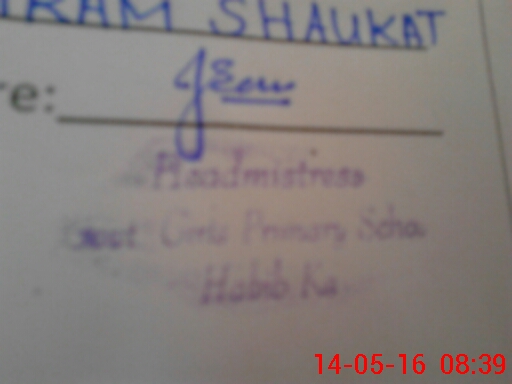 RAM SHAUKAT
re:
Headmistress
Govt Girls Primary Scho
Habib Ka
14-05-16 08:39